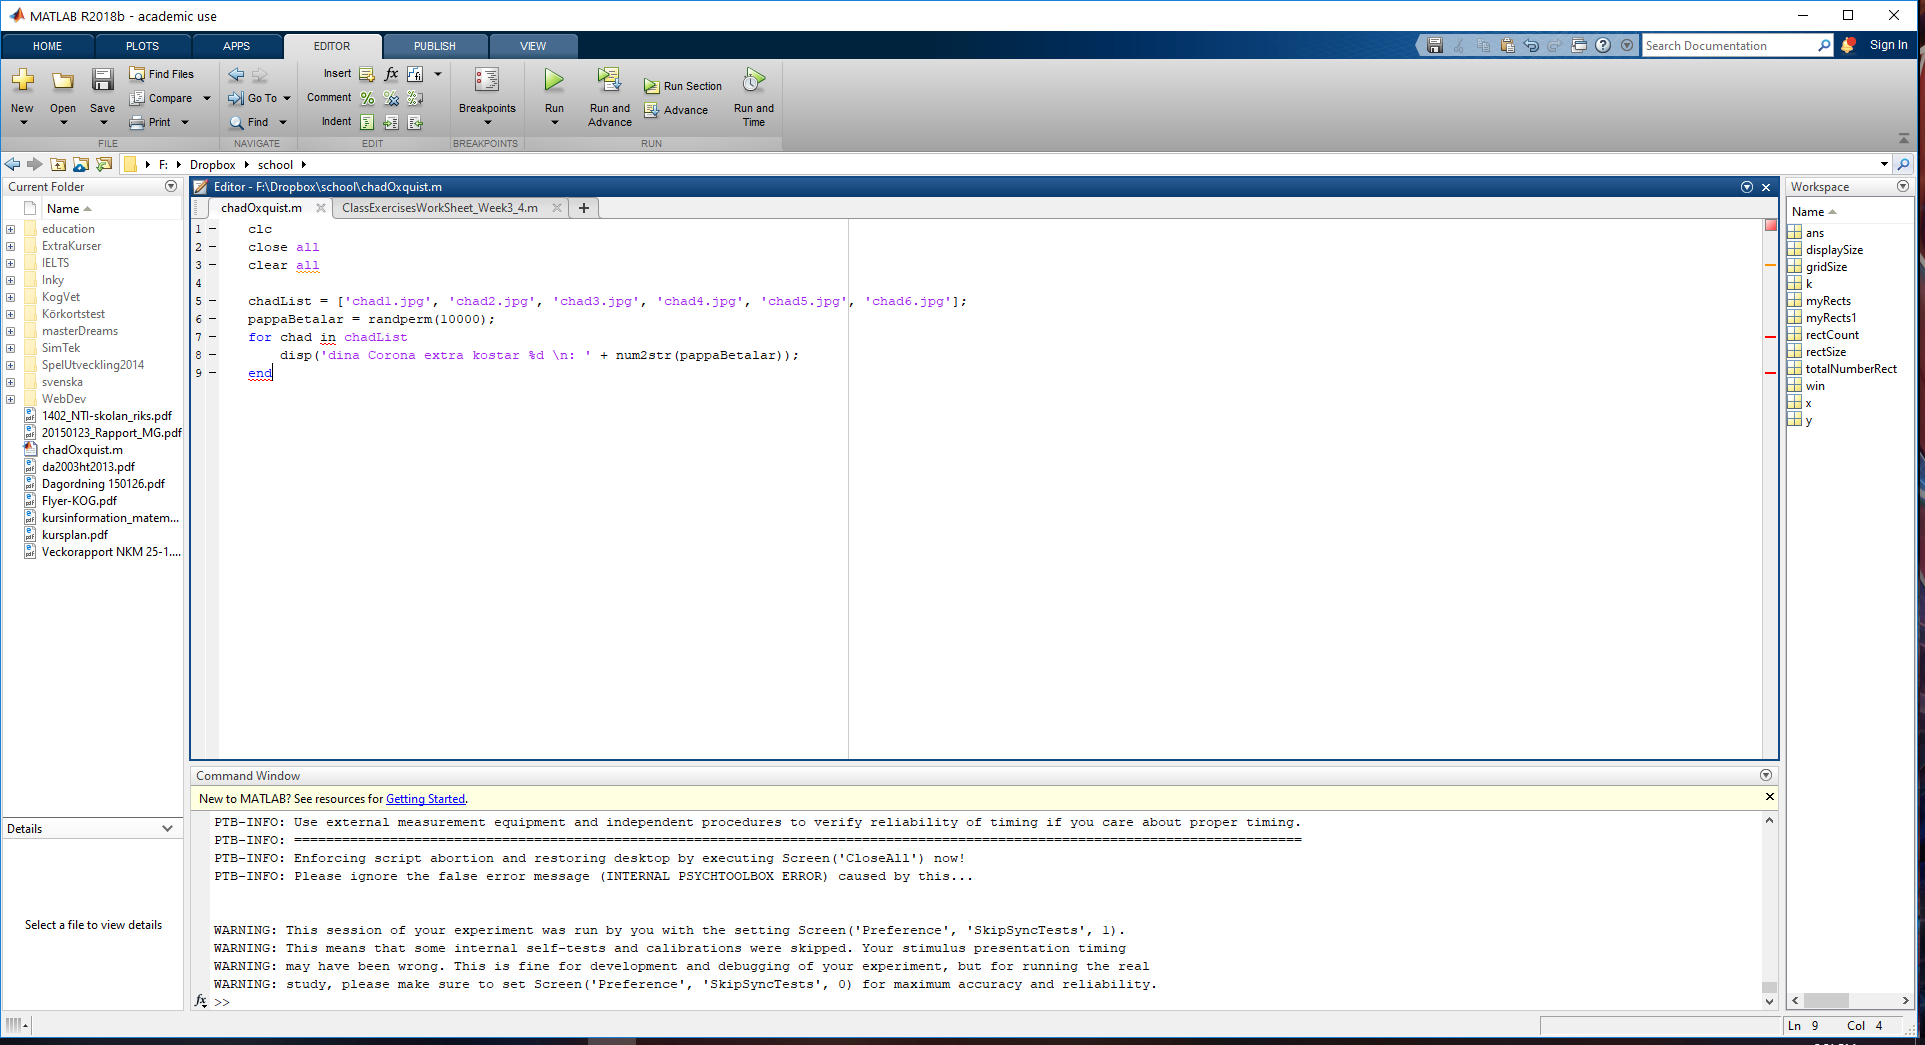 MATLAB R2018b - academic use
HOME PLOTS APPS EDITOR PUBLISH VIEW
Search Documentation
Sign In
New
Open
Save
Find Files
Compare
Print
Go To
Find
Insert
fx
Comment
Indent
Breakpoints
Run
Run and Advance
Run Section
Advance
Run and Time
FILE NAVIGATE EDIT BREAKPOINTS RUN
F: Dropbox school
Current Folder
Name
education
ExtraKurser
IELTS
Inky
KogVet
Körkortstest
masterDreams
SimTek
SpelUtveckling2014
svenska
WebDev
1402_NTI-skolan_riks.pdf
20150123_Rapport_MG.pdf
chadOxquist.m
da2003ht2013.pdf
Dagordning 150126.pdf
Flyer-KOG.pdf
kursinformation_matem...
kursplan.pdf
Veckorapport NKM 25-1....
Details
Select a file to view details
Editor - F:\Dropbox\school\chadOxquist.m
chadOxquist.m ClassExercisesWorkSheet_Week3_4.m +
1 clc
2 close all
3 clear all
4
5 chadList = ['chad1.jpg', 'chad2.jpg', 'chad3.jpg', 'chad4.jpg', 'chad5.jpg', 'chad6.jpg'];
6 pappaBetalar = randperm(10000);
7 for chad in chadList
8 disp('dina Corona extra kostar %d \n: ' + num2str(pappaBetalar));
9 end
Command Window
New to MATLAB? See resources for Getting Started.
PTB-INFO: Use external measurement equipment and independent procedures to verify reliability of timing if you care about proper timing.
PTB-INFO: ==============================================================================================================================
PTB-INFO: Enforcing script abortion and restoring desktop by executing Screen('CloseAll') now!
PTB-INFO: Please ignore the false error message (INTERNAL PSYCHTOOLBOX ERROR) caused by this...
WARNING: This session of your experiment was run by you with the setting Screen('Preference', 'SkipSyncTests', 1).
WARNING: This means that some internal self-tests and calibrations were skipped. Your stimulus presentation timing
WARNING: may have been wrong. This is fine for development and debugging of your experiment, but for running the real
WARNING: study, please make sure to set Screen('Preference', 'SkipSyncTests', 0) for maximum accuracy and reliability.
fx >>
Workspace
Name
ans
displaySize
gridSize
k
myRects
myRects1
rectCount
rectSize
totalNumberRect
win
x
y
Ln 9 Col 4